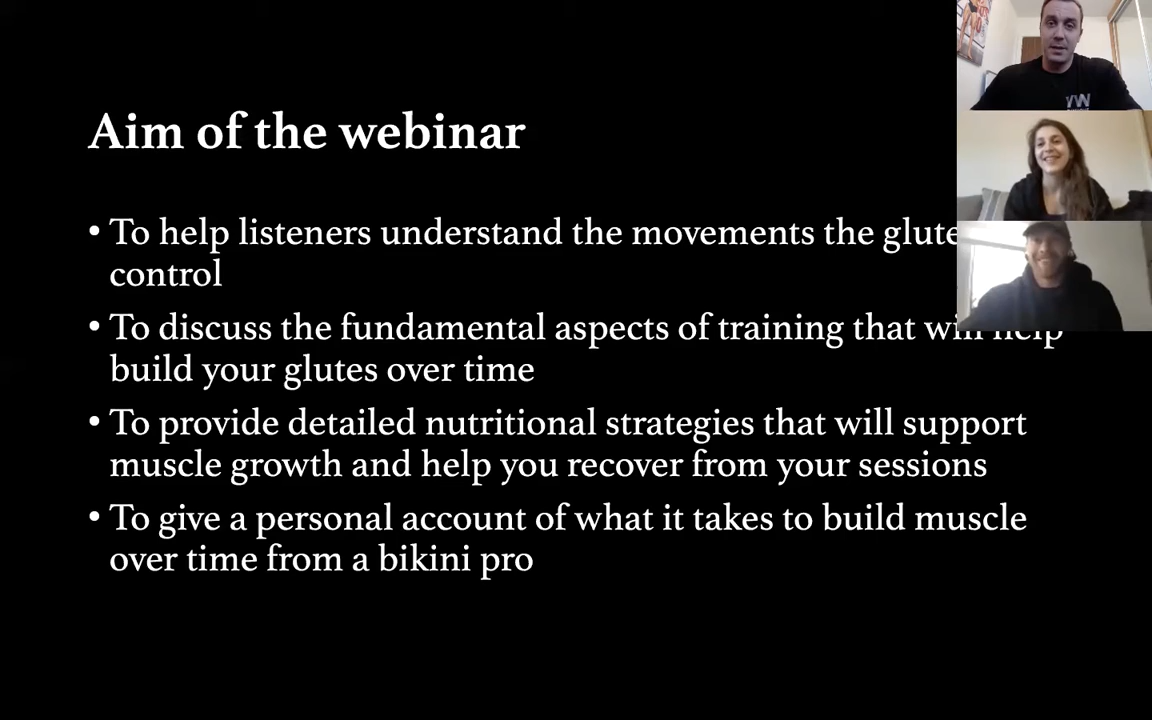 Aim of the webinar
• To help listeners understand the movements the glute
control
• To discuss the fundamental aspects of training that will help
build your glutes over time
• To provide detailed nutritional strategies that will support
muscle growth and help you recover from your sessions
• To give a personal account of what it takes to build muscle
over time from a bikini pro